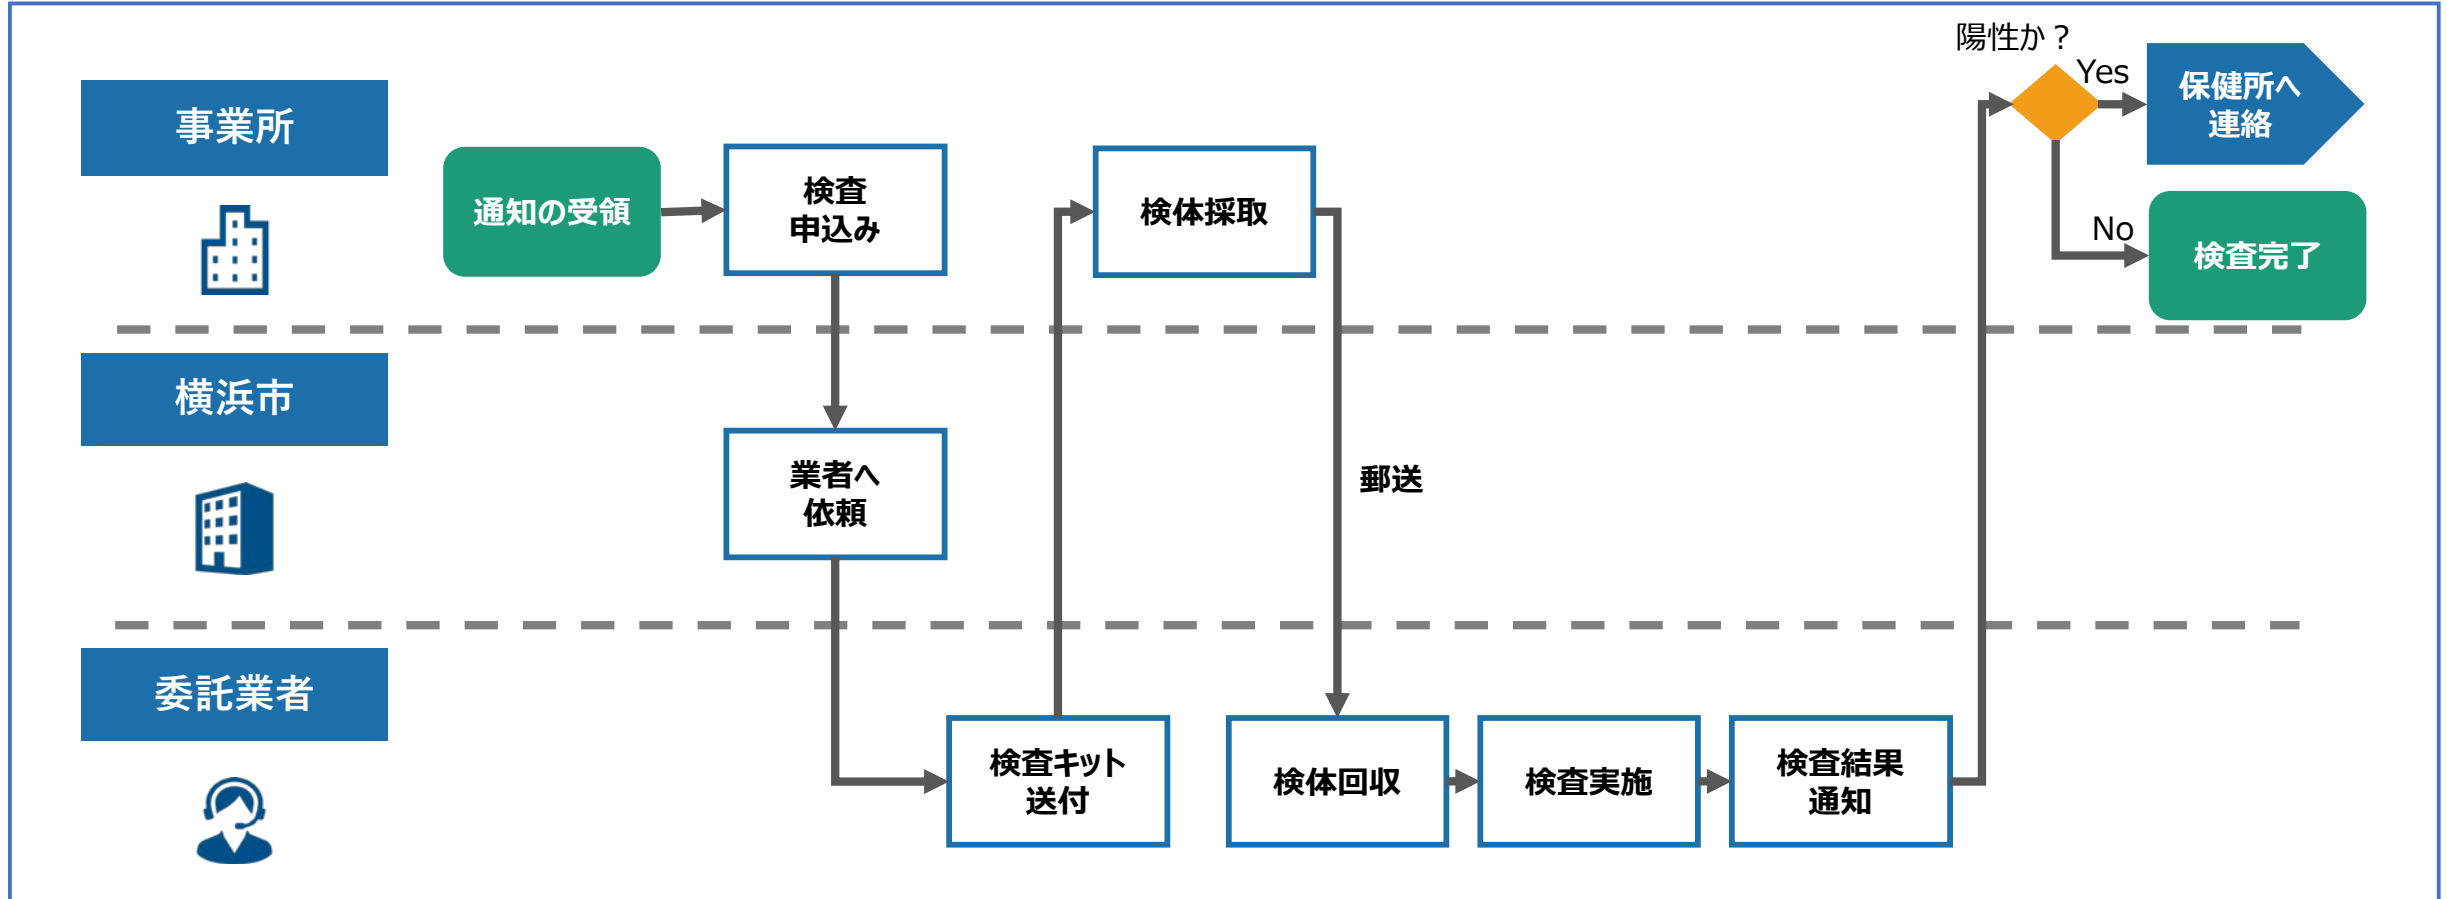 陽性か？
Yes
保健所へ
連絡
事業所
通知の受領
検査
申込み
検体採取
No
検査完了
横浜市
業者へ
依頼
郵送
委託業者
検査キット
送付
検体回収
検査実施
検査結果
通知